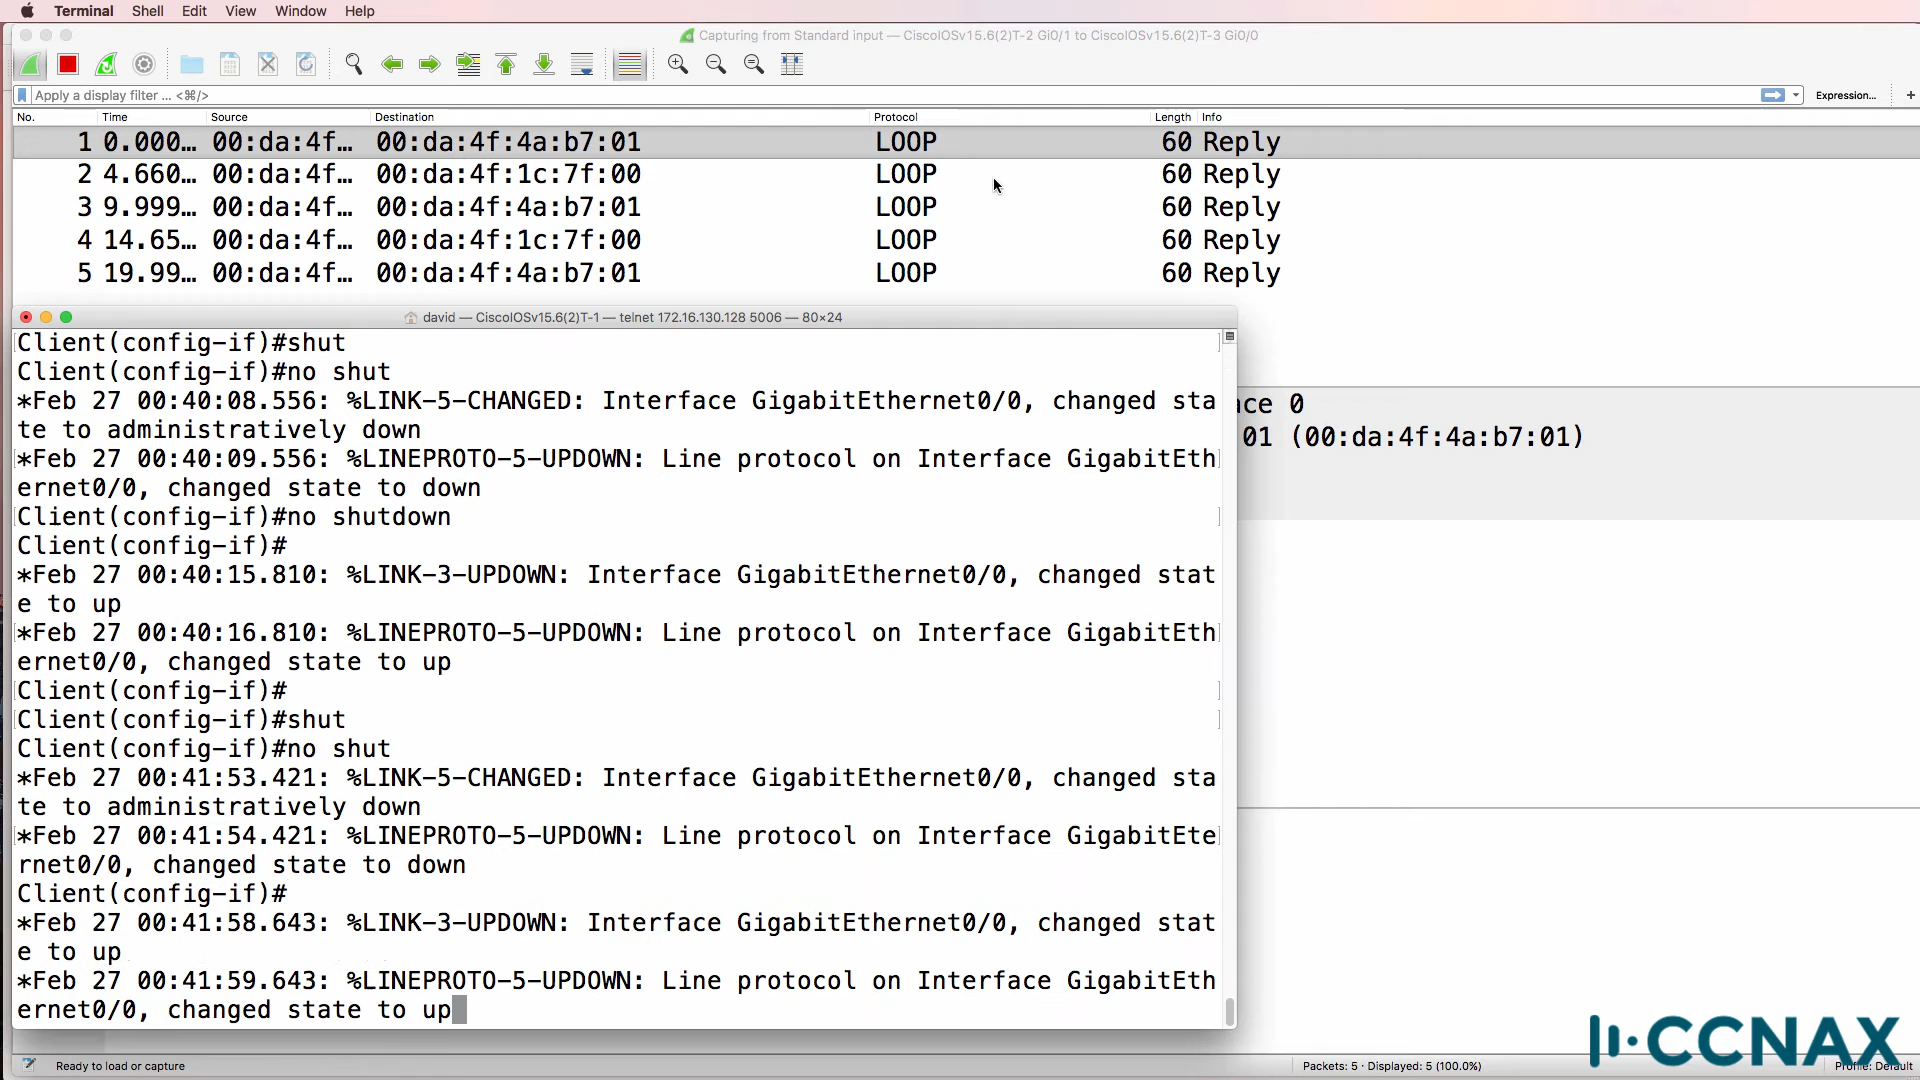 Terminal Shell Edit View Window Help
Capturing from Standard input — CiscoIOSv15.6(2)T-2 Gi0/1 to CiscoIOSv15.6(2)T-3 Gi0/0
Apply a display filter ... <⌘/> Expression... +
No. Time Source Destination Protocol Length Info
1 0.000… 00:da:4f… 00:da:4f:4a:b7:01 LOOP 60 Reply
2 4.660… 00:da:4f… 00:da:4f:1c:7f:00 LOOP 60 Reply
3 9.999… 00:da:4f… 00:da:4f:4a:b7:01 LOOP 60 Reply
4 14.65… 00:da:4f… 00:da:4f:1c:7f:00 LOOP 60 Reply
5 19.99… 00:da:4f… 00:da:4f:4a:b7:01 LOOP 60 Reply
david — CiscoIOSv15.6(2)T-1 — telnet 172.16.130.128 5006 — 80×24
Client(config-if)#shut
Client(config-if)#no shut
*Feb 27 00:40:08.556: %LINK-5-CHANGED: Interface GigabitEthernet0/0, changed sta
te to administratively down
*Feb 27 00:40:09.556: %LINEPROTO-5-UPDOWN: Line protocol on Interface GigabitEth
ernet0/0, changed state to down
Client(config-if)#no shutdown
Client(config-if)#
*Feb 27 00:40:15.810: %LINK-3-UPDOWN: Interface GigabitEthernet0/0, changed stat
e to up
*Feb 27 00:40:16.810: %LINEPROTO-5-UPDOWN: Line protocol on Interface GigabitEth
ernet0/0, changed state to up
Client(config-if)#
Client(config-if)#shut
Client(config-if)#no shut
*Feb 27 00:41:53.421: %LINK-5-CHANGED: Interface GigabitEthernet0/0, changed sta
te to administratively down
*Feb 27 00:41:54.421: %LINEPROTO-5-UPDOWN: Line protocol on Interface GigabitEte
rnet0/0, changed state to down
Client(config-if)#
*Feb 27 00:41:58.643: %LINK-3-UPDOWN: Interface GigabitEthernet0/0, changed stat
e to up
*Feb 27 00:41:59.643: %LINEPROTO-5-UPDOWN: Line protocol on Interface GigabitEth
ernet0/0, changed state to up
ace 0
01 (00:da:4f:4a:b7:01)
CCNAX
Ready to load or capture Packets: 5 · Displayed: 5 (100.0%) Profile: Default